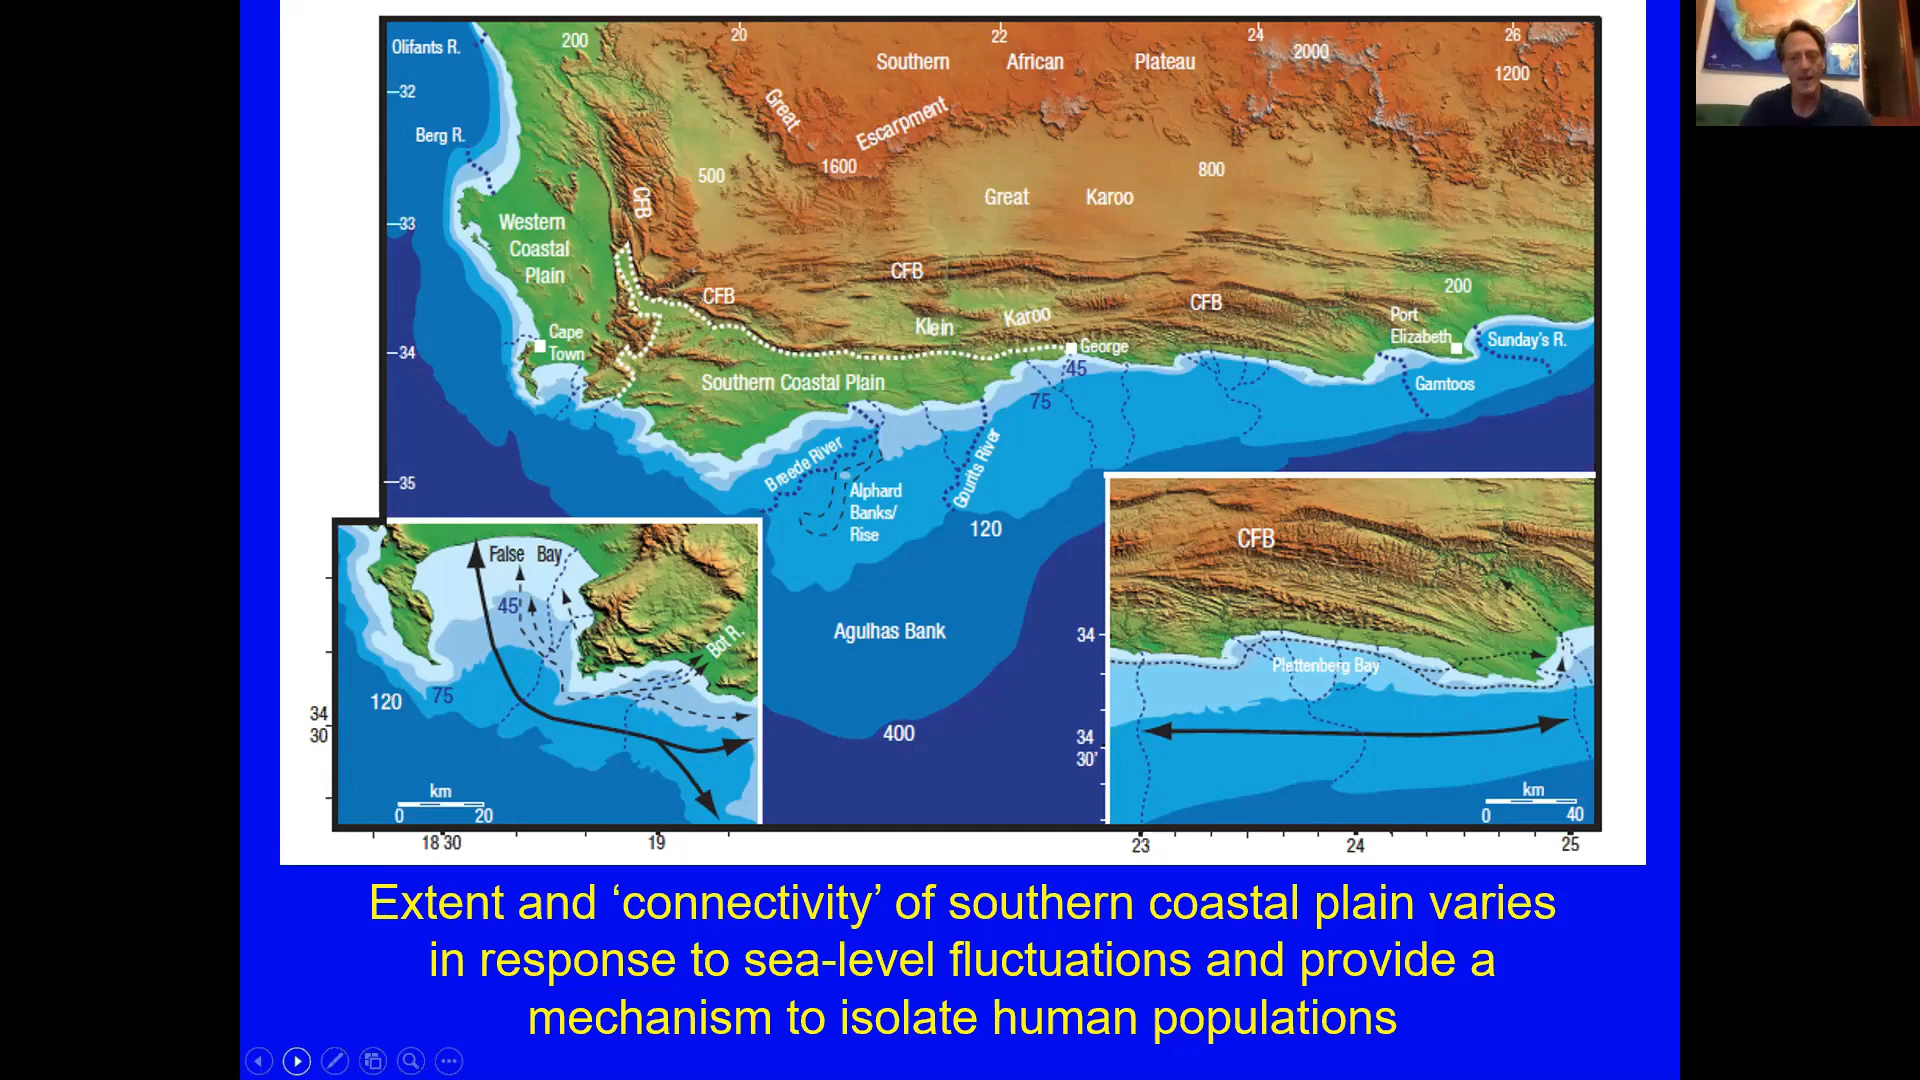 Olifants R.
200
20
22
24
26
Southern African Plateau
2000
1200
32
Great
Escarpment
Berg R.
1600
500
800
CFB
Great Karoo
33
Western
Coastal
Plain
CFB
CFB
CFB
200
Klein Karoo
Port
Elizabeth
Sunday's R.
Cape
Town
34
George
45
Southern Coastal Plain
75
Gamtoos
Breede River
Gourits River
35
Alphard
Banks/
Rise
120
Agulhas Bank
400
False Bay
45
Bot R.
120
75
34
30
km
0 20
18 30
19
CFB
34
Plettenberg Bay
34
30'
km
0 40
23
24
25
Extent and ‘connectivity’ of southern coastal plain varies
in response to sea-level fluctuations and provide a
mechanism to isolate human populations